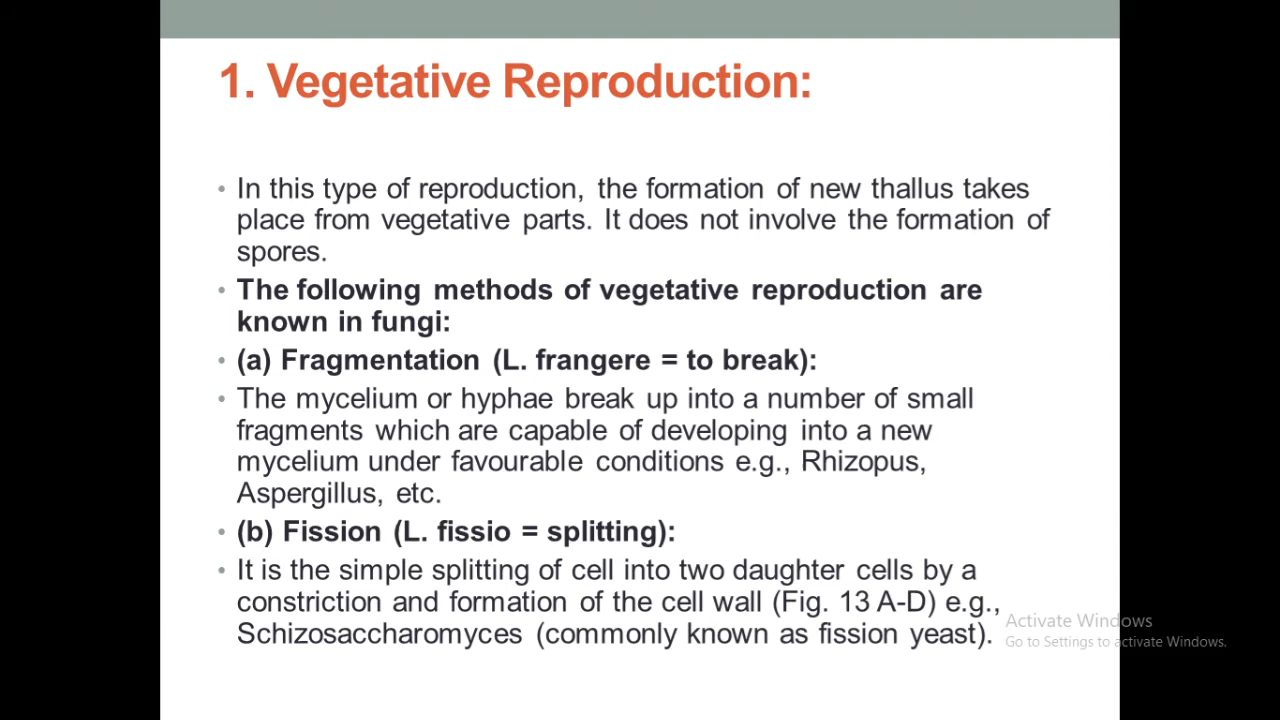 1. Vegetative Reproduction:
• In this type of reproduction, the formation of new thallus takes
place from vegetative parts. It does not involve the formation of
spores.
• The following methods of vegetative reproduction are
known in fungi:
• (a) Fragmentation (L. frangere = to break):
• The mycelium or hyphae break up into a number of small
fragments which are capable of developing into a new
mycelium under favourable conditions e.g., Rhizopus,
Aspergillus, etc.
• (b) Fission (L. fissio = splitting):
• It is the simple splitting of cell into two daughter cells by a
constriction and formation of the cell wall (Fig. 13 A-D) e.g.,
Schizosaccharomyces (commonly known as fission yeast).
Activate Windows
Go to Settings to activate Windows.